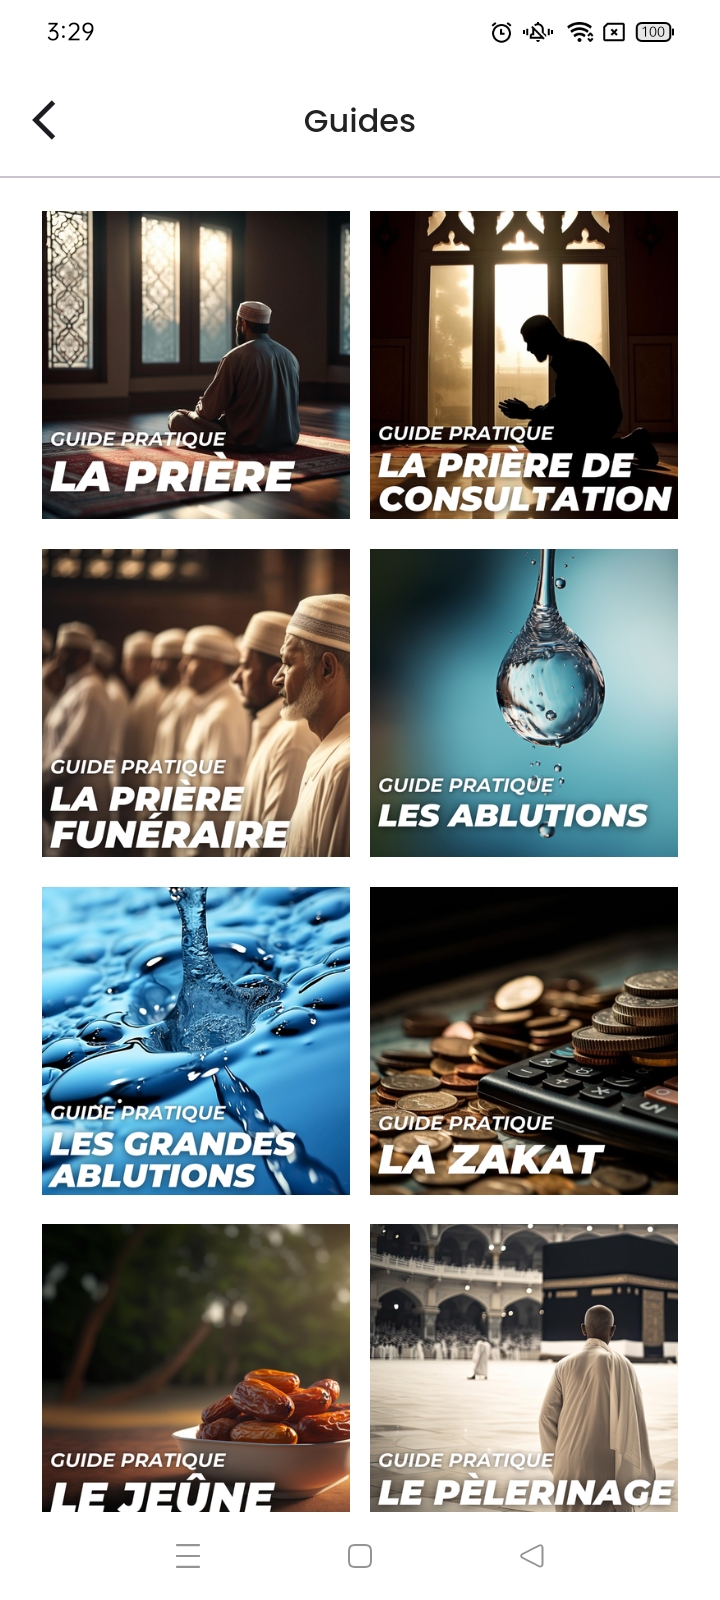 3:29
100
Guides
GUIDE PRATIQUE
LA PRIÈRE
GUIDE PRATIQUE
LA PRIÈRE DE
CONSULTATION
GUIDE PRATIQUE
LA PRIÈRE
FUNÉRAIRE
GUIDE PRATIQUE
LES ABLUTIONS
GUIDE PRATIQUE
LES GRANDES
ABLUTIONS
GUIDE PRATIQUE
LA ZAKAT
GUIDE PRATIQUE
LE JEÛNE
GUIDE PRATIQUE
LE PÈLERINAGE